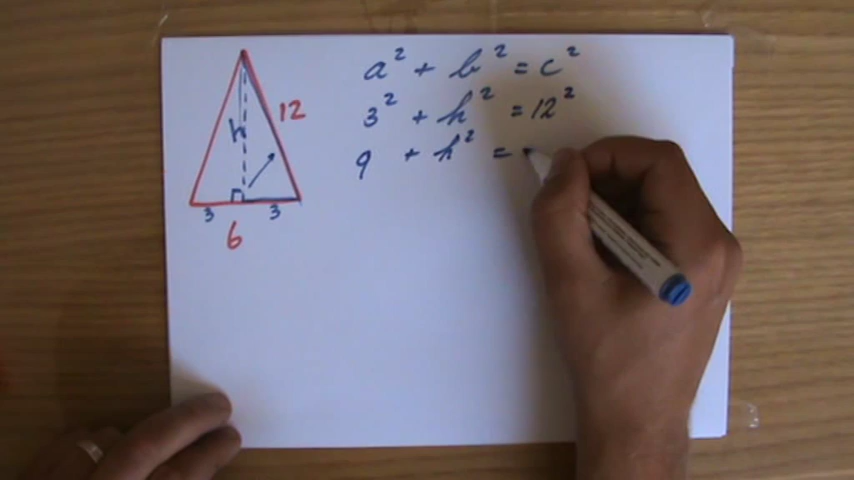 a² + b² = c²
3² + h² = 12²
9 + h² =
h
12
3 3
6